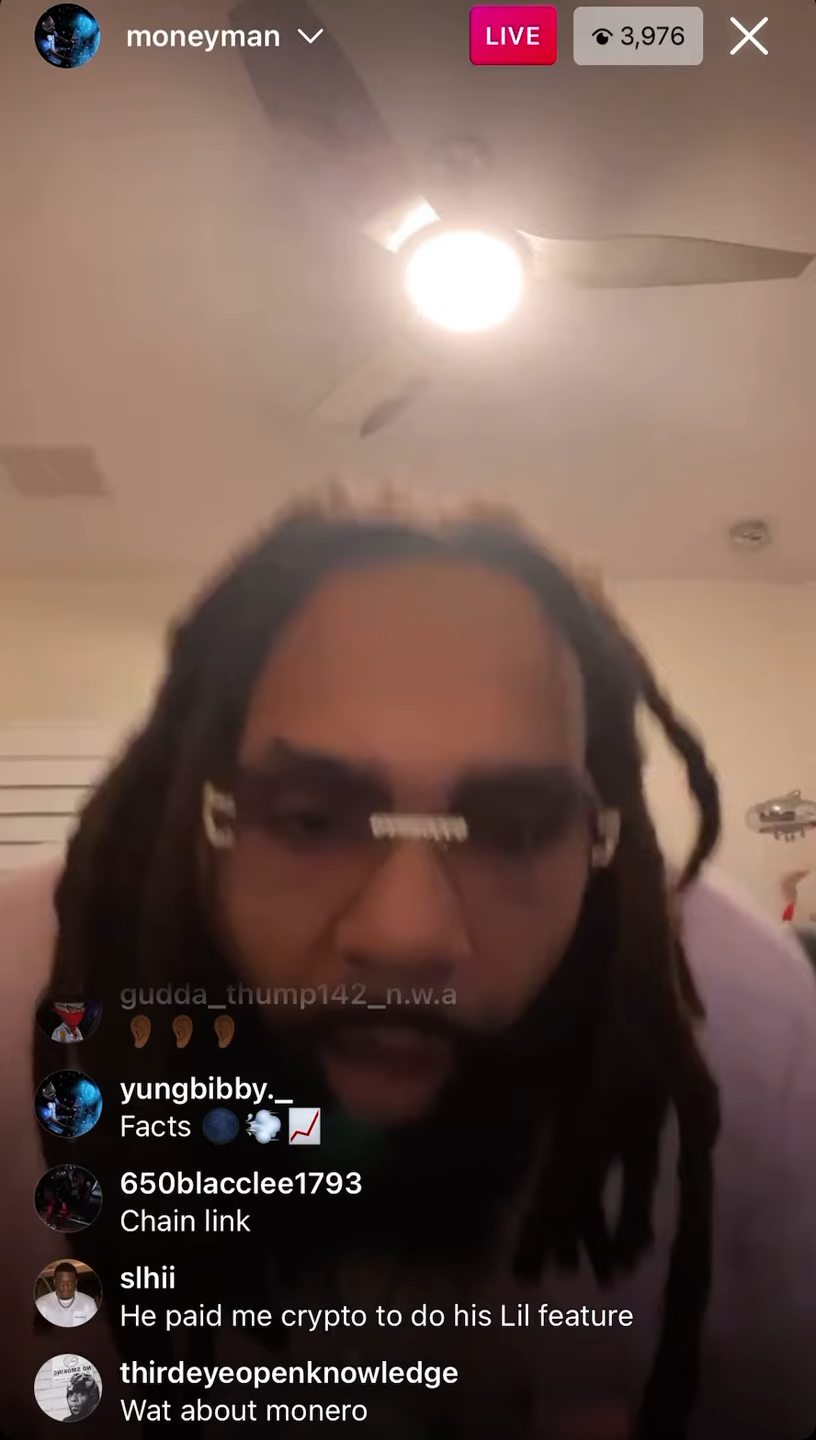 moneyman
LIVE
3,976
gudda_thump142_n.w.a
👂🏾 👂🏾 👂🏾
yungbibby._
Facts 🌑💨📈
650blacclee1793
Chain link
slhii
He paid me crypto to do his Lil feature
thirdeyeopenknowledge
Wat about monero